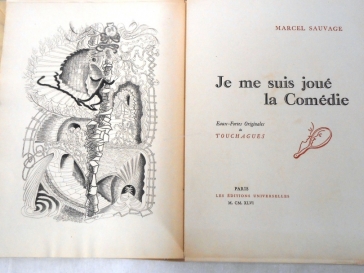 MARCEL SAUVAGE
Je me suis joué
la Comédie
Eaux-Fortes Originales
de
TOUCHAGUES
PARIS
LES ÉDITIONS UNIVERSELLES
M. CM. XLVI